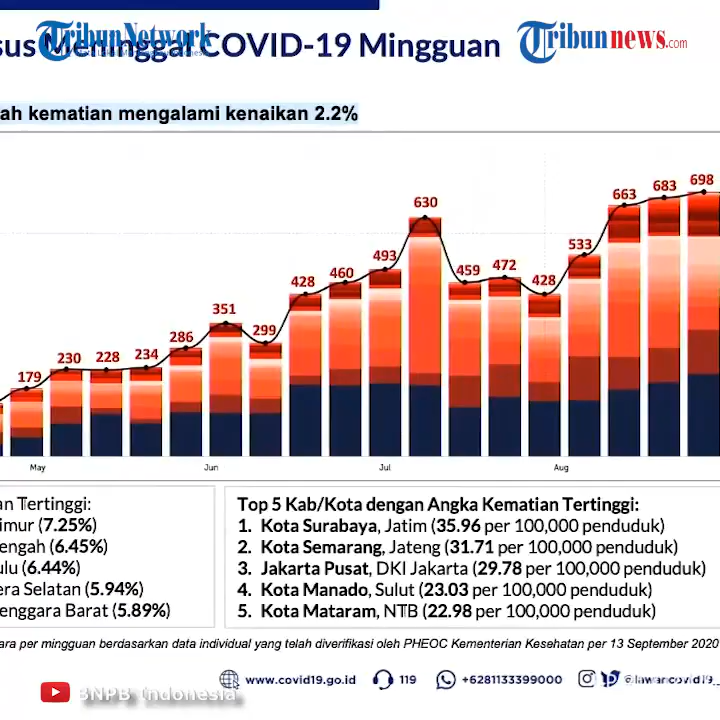 sus Meninggal COVID-19 Mingguan
Tribun Network
Tribunnews.com
ah kematian mengalami kenaikan 2.2%
179
230
228
234
286
351
299
428
460
493
630
459
472
428
533
663
683
698
May
Jun
Jul
Aug
an Tertinggi:
imur (7.25%)
engah (6.45%)
ulu (6.44%)
era Selatan (5.94%)
enggara Barat (5.89%)
Top 5 Kab/Kota dengan Angka Kematian Tertinggi:
1. Kota Surabaya, Jatim (35.96 per 100,000 penduduk)
2. Kota Semarang, Jateng (31.71 per 100,000 penduduk)
3. Jakarta Pusat, DKI Jakarta (29.78 per 100,000 penduduk)
4. Kota Manado, Sulut (23.03 per 100,000 penduduk)
5. Kota Mataram, NTB (22.98 per 100,000 penduduk)
ara per mingguan berdasarkan data individual yang telah diverifikasi oleh PHEOC Kementerian Kesehatan per 13 September 2020
www.covid19.go.id 119 +6281133399000 @lawancovid19_
BNPB Indonesia